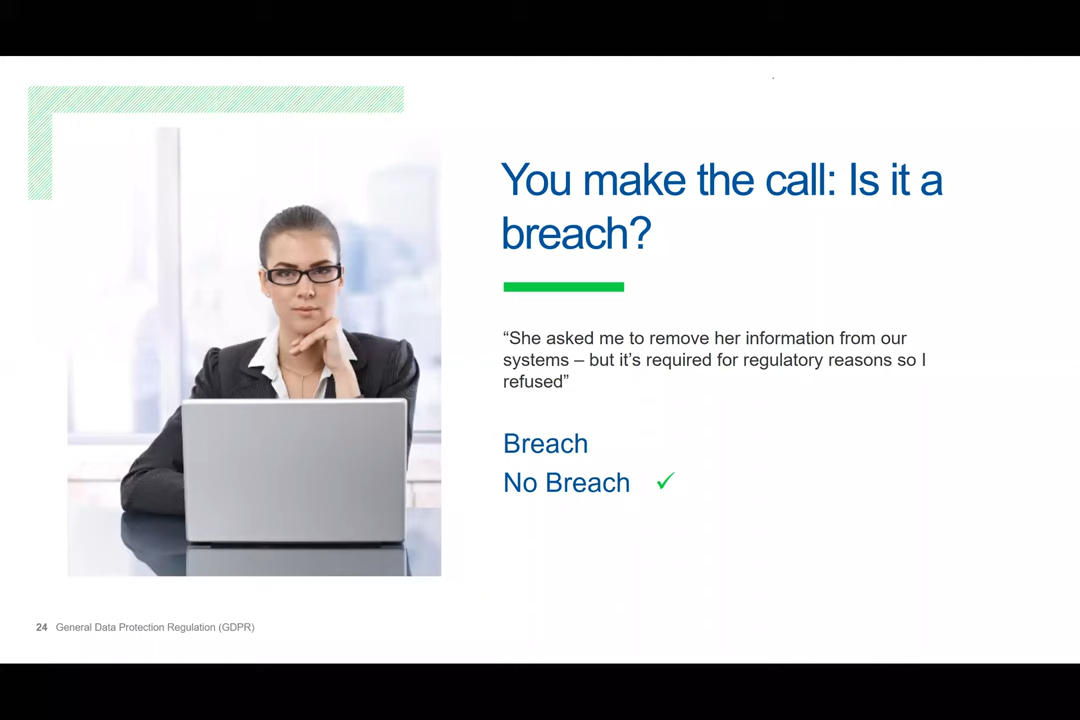 You make the call: Is it a
breach?
“She asked me to remove her information from our
systems – but it’s required for regulatory reasons so I
refused”
Breach
No Breach ✓
24 General Data Protection Regulation (GDPR)